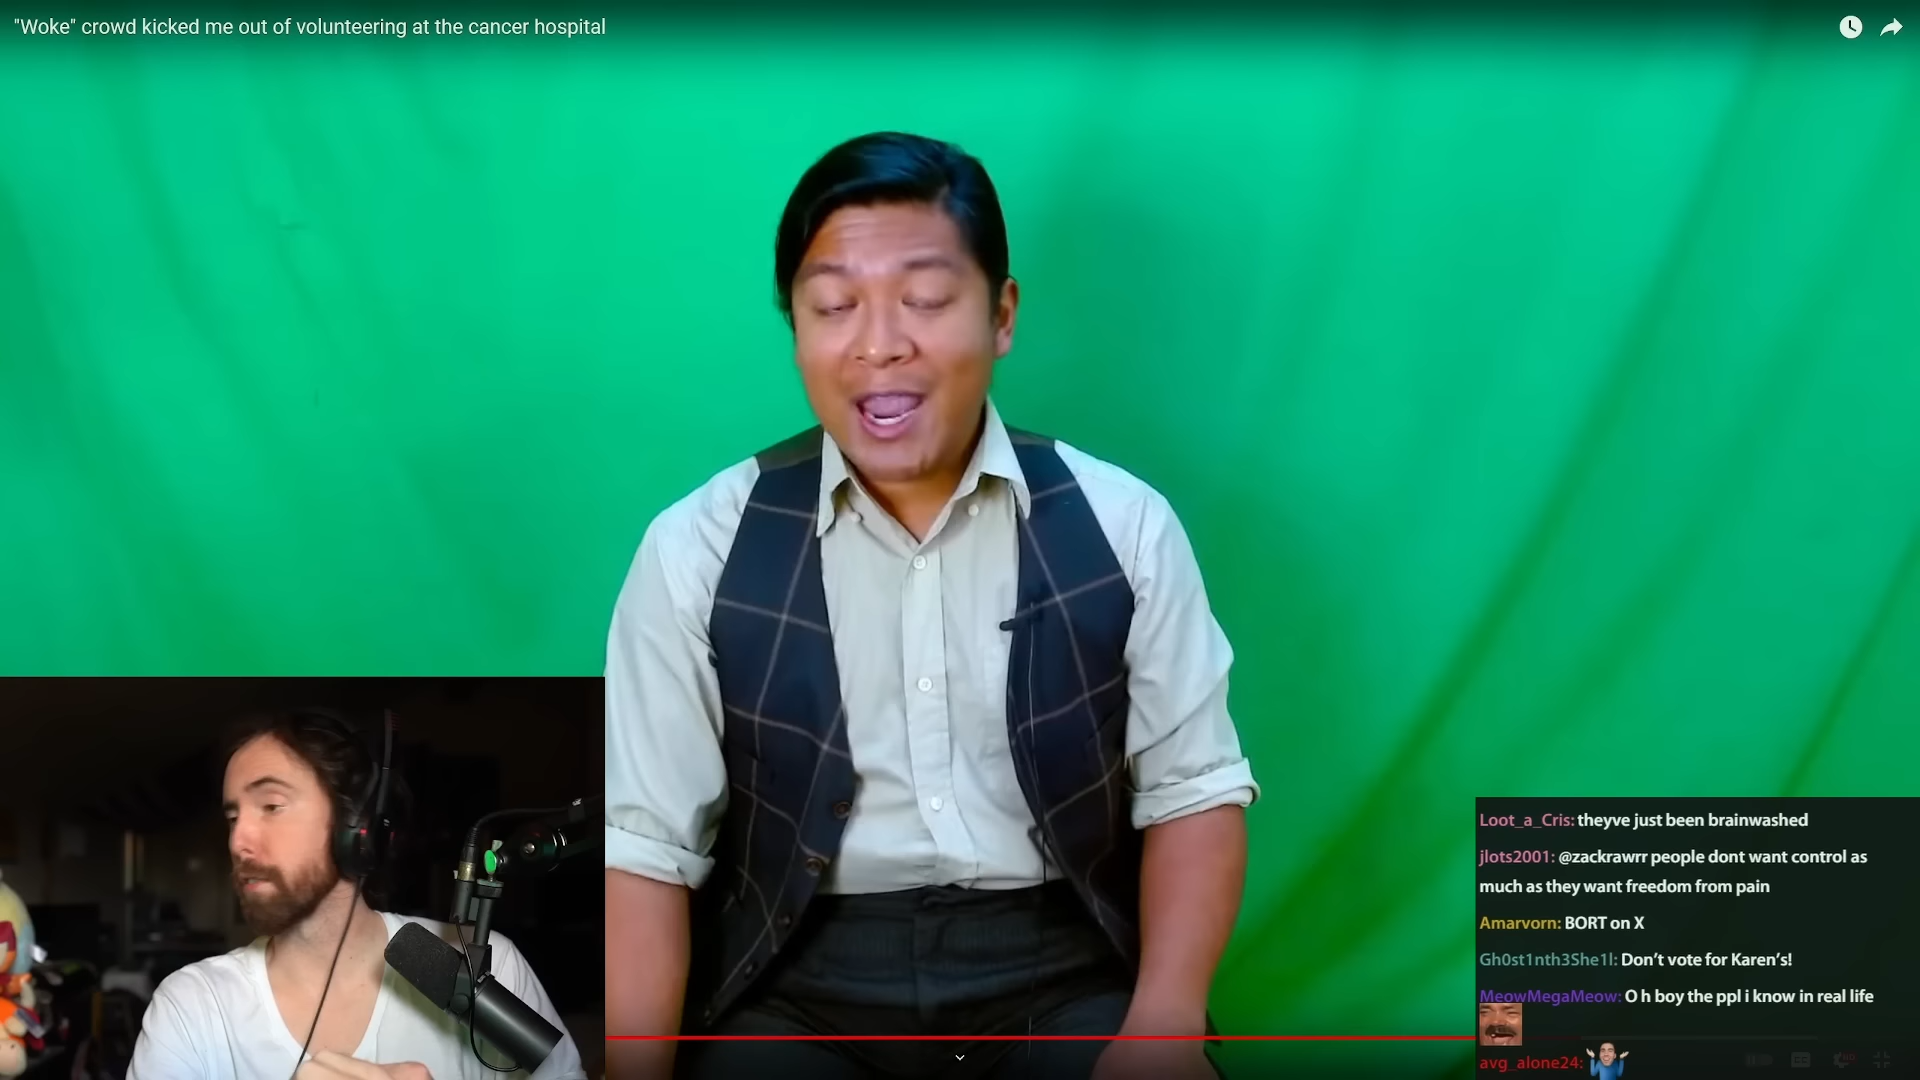 "Woke" crowd kicked me out of volunteering at the cancer hospital
Loot_a_Cris: theyve just been brainwashed
jlots2001: @zackrawrr people dont want control as
much as they want freedom from pain
Amarvorn: BORT on X
Gh0st1nth3She1l: Don't vote for Karen's!
MeowMegaMeow: O h boy the ppl i know in real life
avg_alone24: